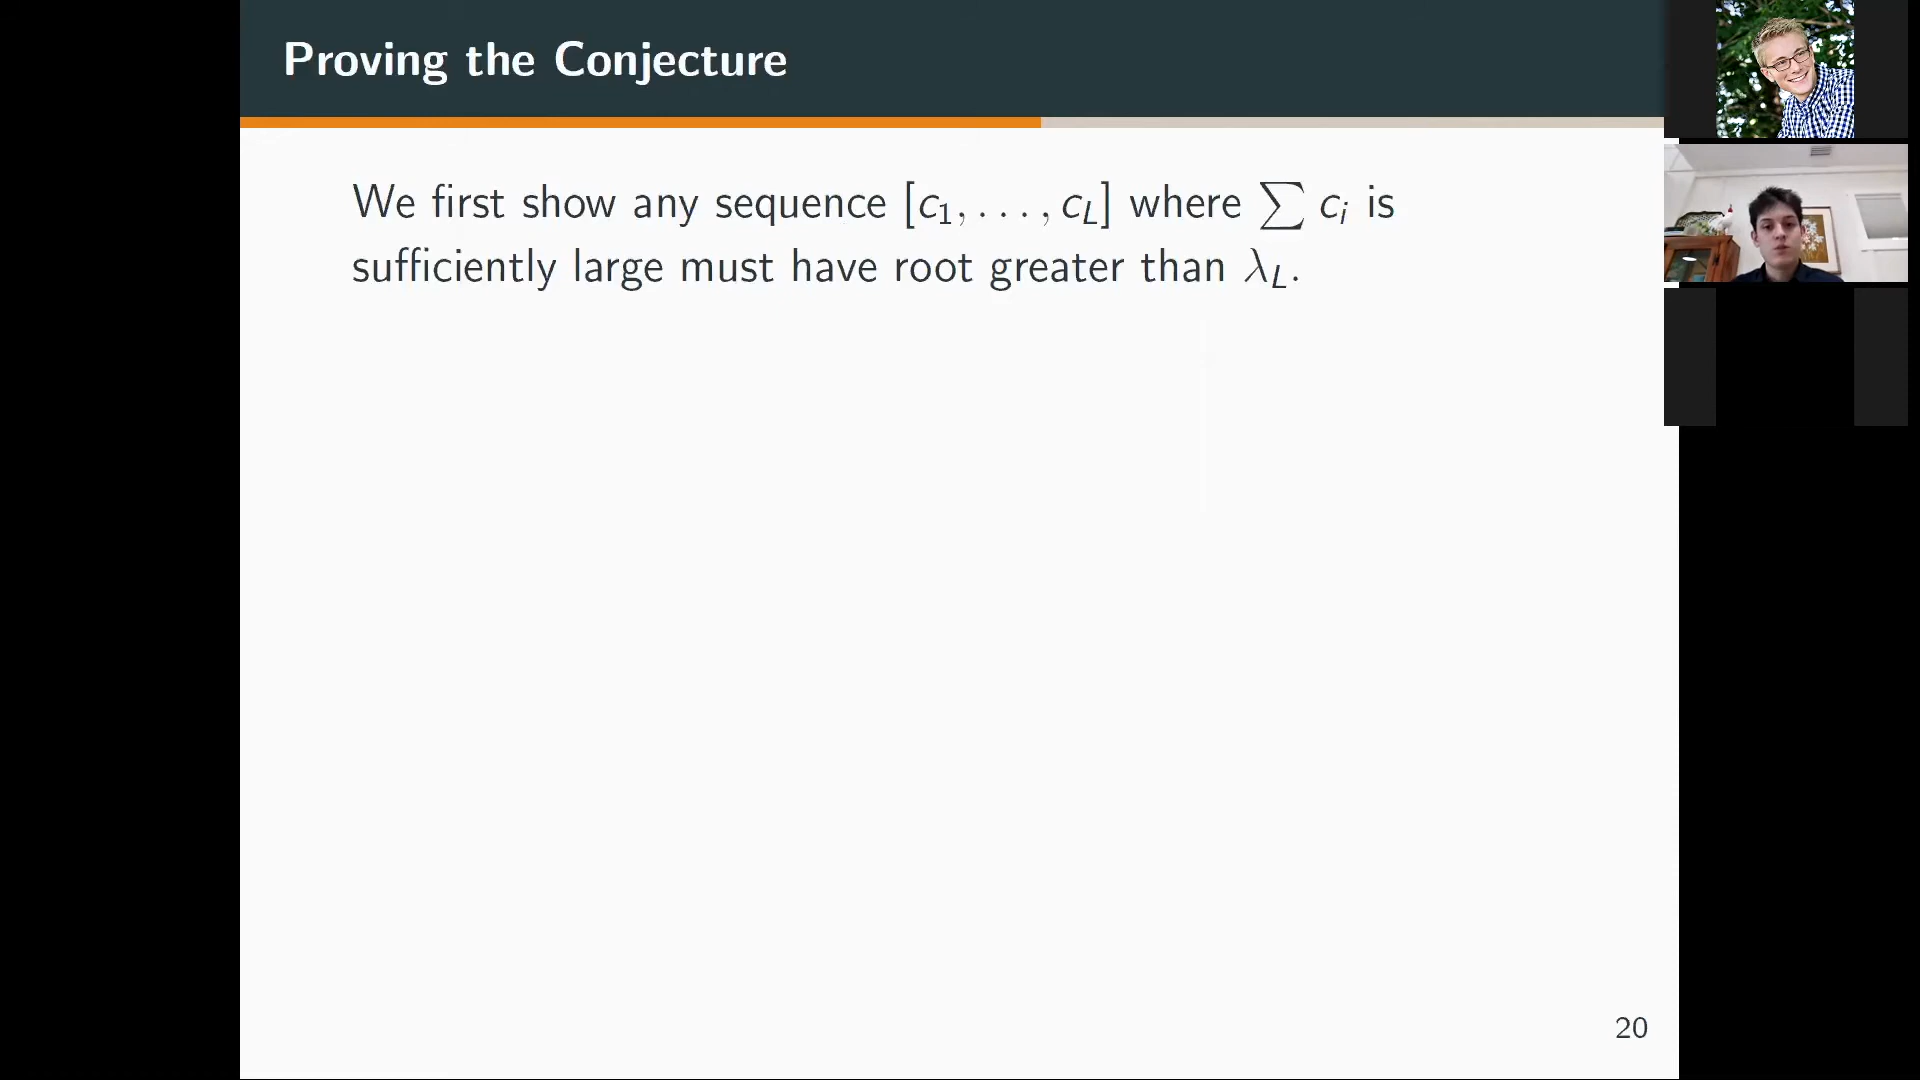 Proving the Conjecture
We first show any sequence [c₁, . . . , c_L] where ∑ cᵢ is
sufficiently large must have root greater than λ_L.
20